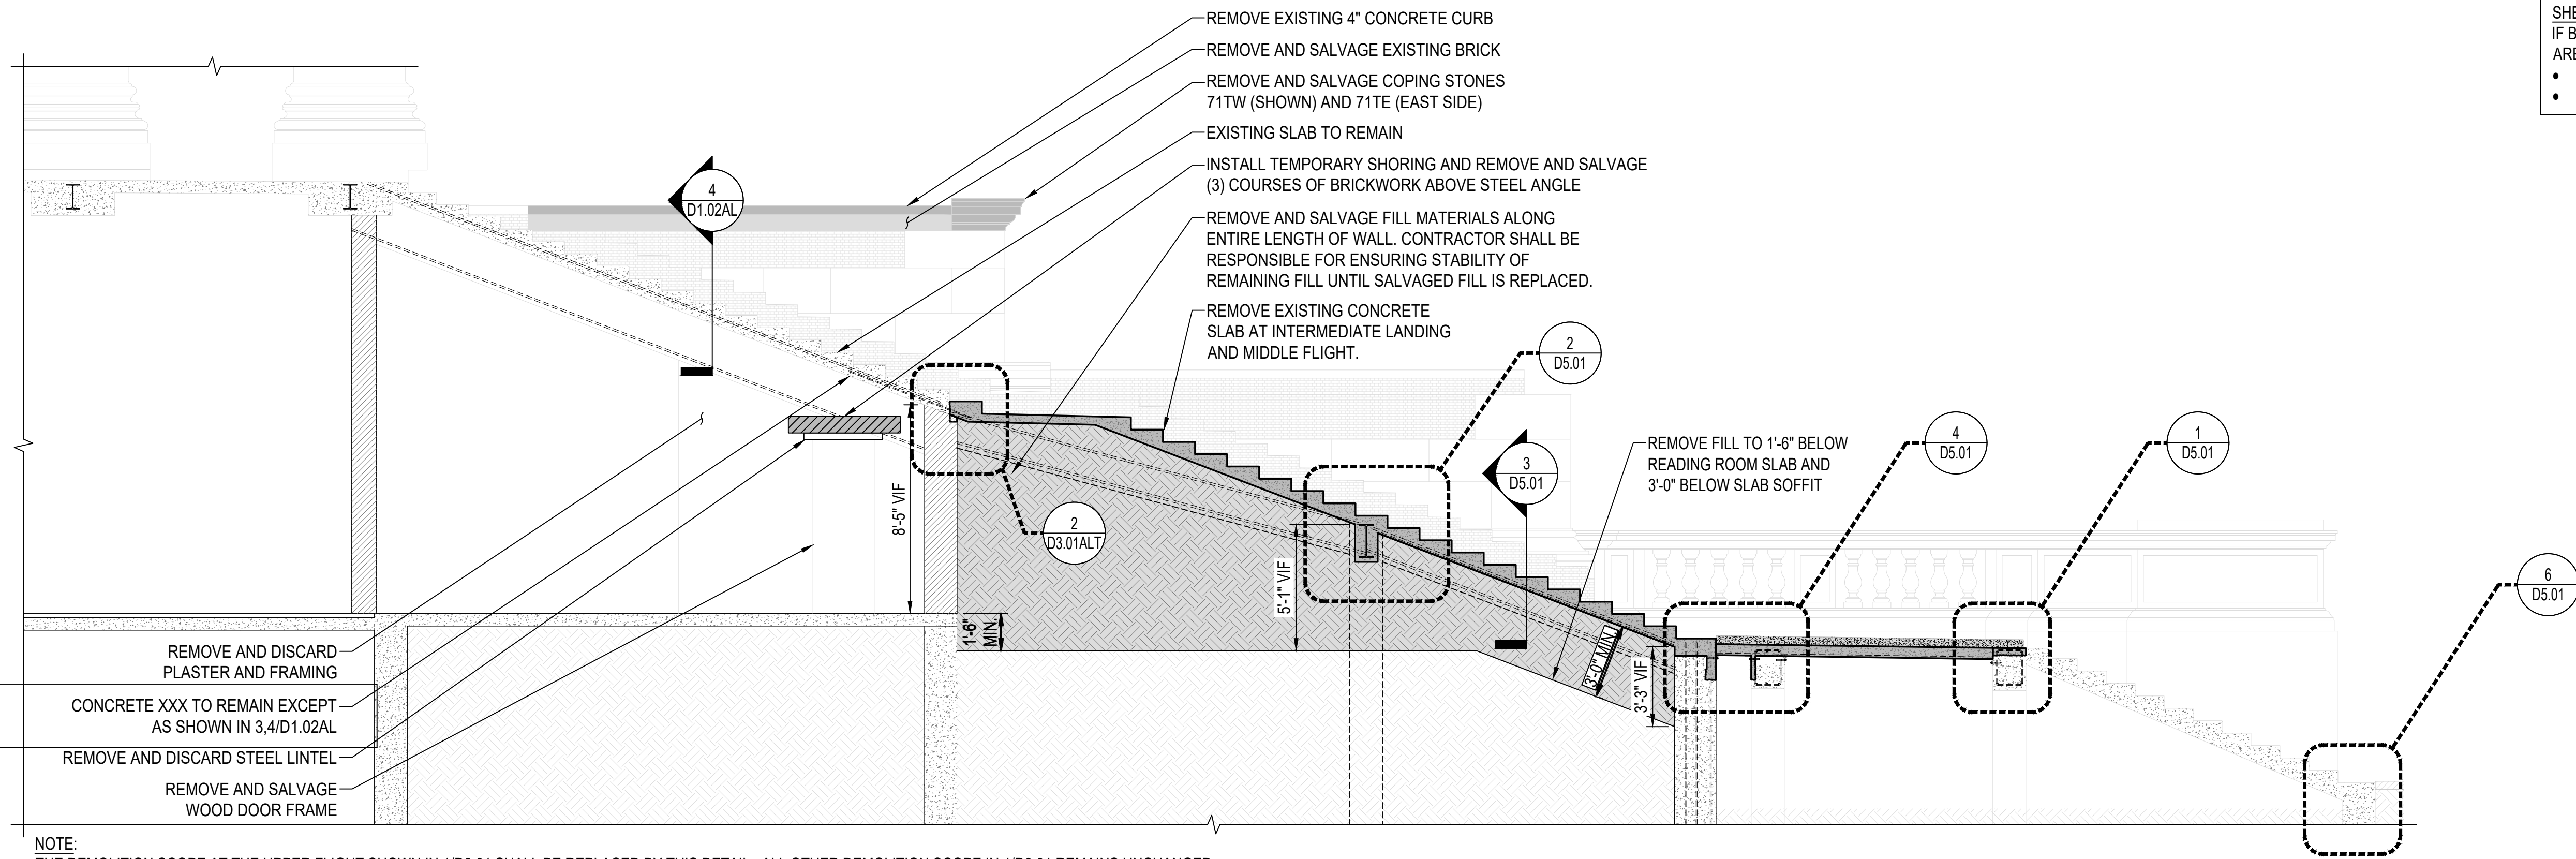 REMOVE EXISTING 4" CONCRETE CURB
REMOVE AND SALVAGE EXISTING BRICK
REMOVE AND SALVAGE COPING STONES
71TW (SHOWN) AND 71TE (EAST SIDE)
EXISTING SLAB TO REMAIN
INSTALL TEMPORARY SHORING AND REMOVE AND SALVAGE
(3) COURSES OF BRICKWORK ABOVE STEEL ANGLE
REMOVE AND SALVAGE FILL MATERIALS ALONG
ENTIRE LENGTH OF WALL. CONTRACTOR SHALL BE
RESPONSIBLE FOR ENSURING STABILITY OF
REMAINING FILL UNTIL SALVAGED FILL IS REPLACED.
REMOVE EXISTING CONCRETE
SLAB AT INTERMEDIATE LANDING
AND MIDDLE FLIGHT.
IF B
ARE
•
•
4
D1.02AL
2
D5.01
4
D5.01
1
D5.01
3
D5.01
REMOVE FILL TO 1'-6" BELOW
READING ROOM SLAB AND
3'-0" BELOW SLAB SOFFIT
2
D3.01ALT
6
D5.01
8'-5" VIF
1'-6"
MIN.
5'-1" VIF
(3'-0" MIN.)
3'-3" VIF
REMOVE AND DISCARD
PLASTER AND FRAMING
CONCRETE XXX TO REMAIN EXCEPT
AS SHOWN IN 3,4/D1.02AL
REMOVE AND DISCARD STEEL LINTEL
REMOVE AND SALVAGE
WOOD DOOR FRAME
NOTE: